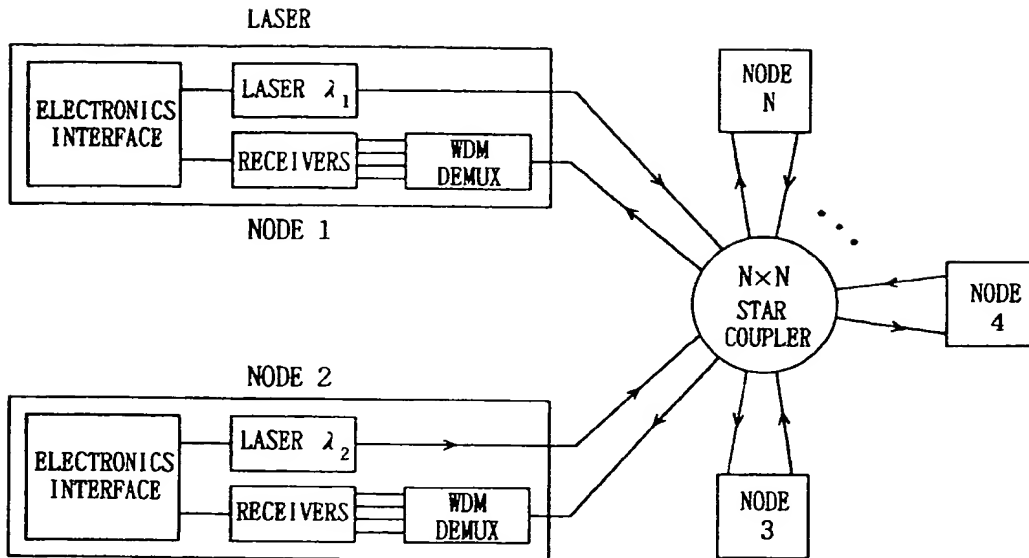 LASER
ELECTRONICS
INTERFACE
LASER λ₁
RECEIVERS
WDM
DEMUX
NODE 1
NODE
N
N×N
STAR
COUPLER
NODE
4
NODE 2
ELECTRONICS
INTERFACE
LASER λ₂
RECEIVERS
WDM
DEMUX
NODE
3